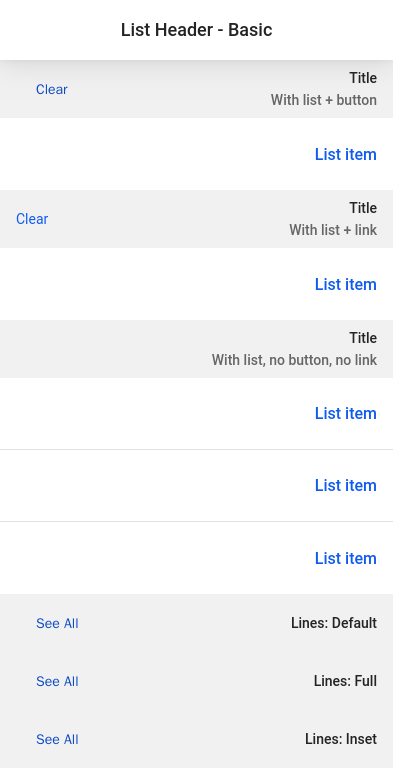 List Header - Basic
Title
With list + button
Clear
List item
Title
With list + link
Clear
List item
Title
With list, no button, no link
List item
List item
List item
Lines: Default
See All
Lines: Full
See All
Lines: Inset
See All